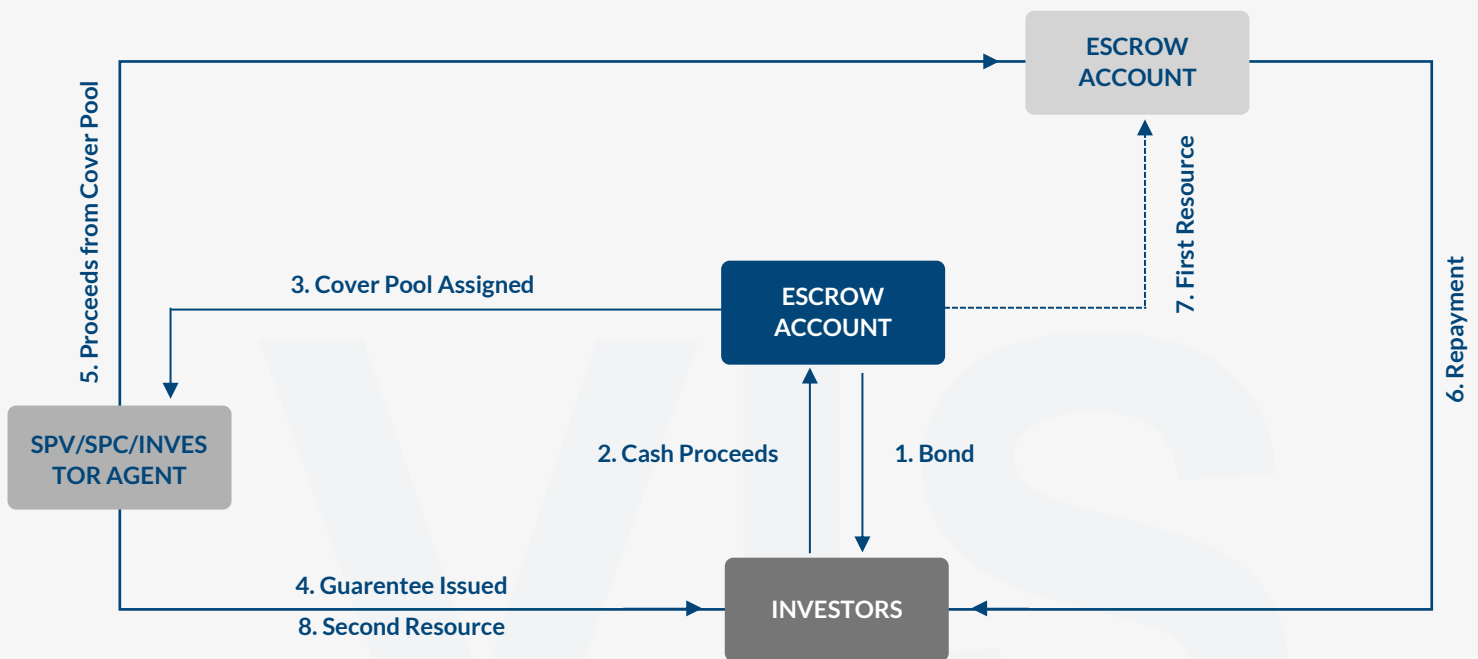 ESCROW
ACCOUNT
5. Proceeds from Cover Pool
7. First Resource
6. Repayment
3. Cover Pool Assigned
ESCROW
ACCOUNT
SPV/SPC/INVES
TOR AGENT
2. Cash Proceeds
1. Bond
4. Guarentee Issued
8. Second Resource
INVESTORS
VIS